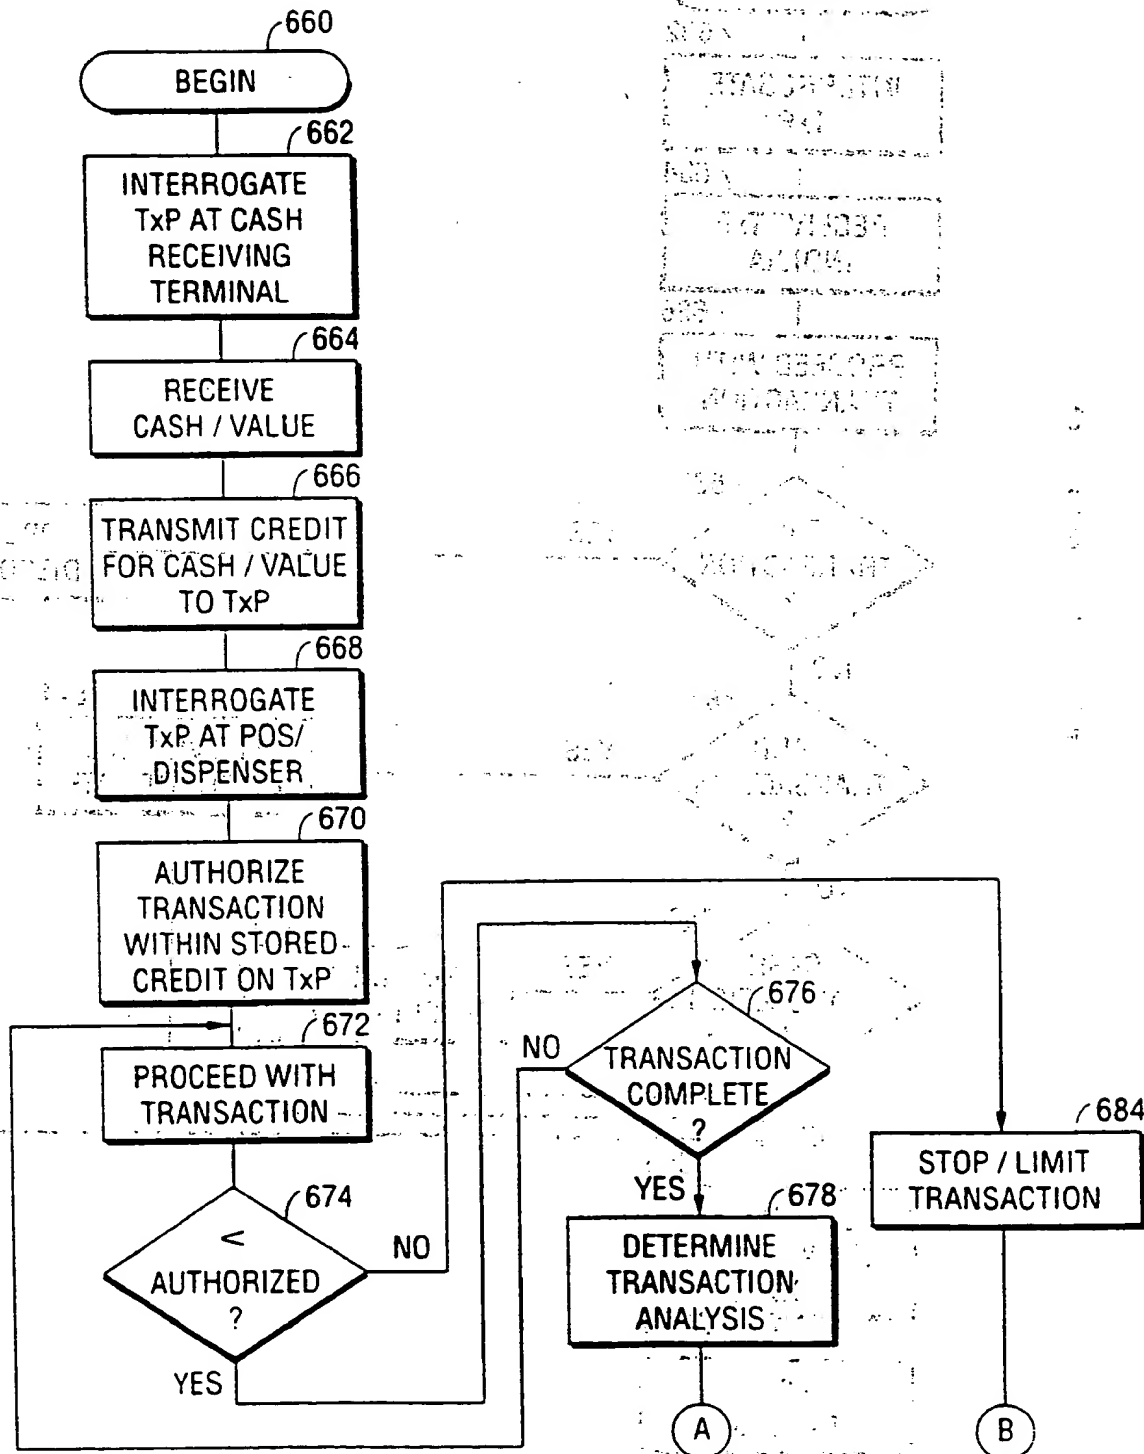 660
BEGIN
662
INTERROGATE
TxP AT CASH
RECEIVING
TERMINAL
664
RECEIVE
CASH / VALUE
666
TRANSMIT CREDIT
FOR CASH / VALUE
TO TxP
668
INTERROGATE
TxP AT POS/
DISPENSER
670
AUTHORIZE
TRANSACTION
WITHIN STORED
CREDIT ON TxP
672
PROCEED WITH
TRANSACTION
674
<
AUTHORIZED
?
NO
YES
676
TRANSACTION
COMPLETE
?
NO
YES
678
DETERMINE
TRANSACTION
ANALYSIS
A
684
STOP / LIMIT
TRANSACTION
B